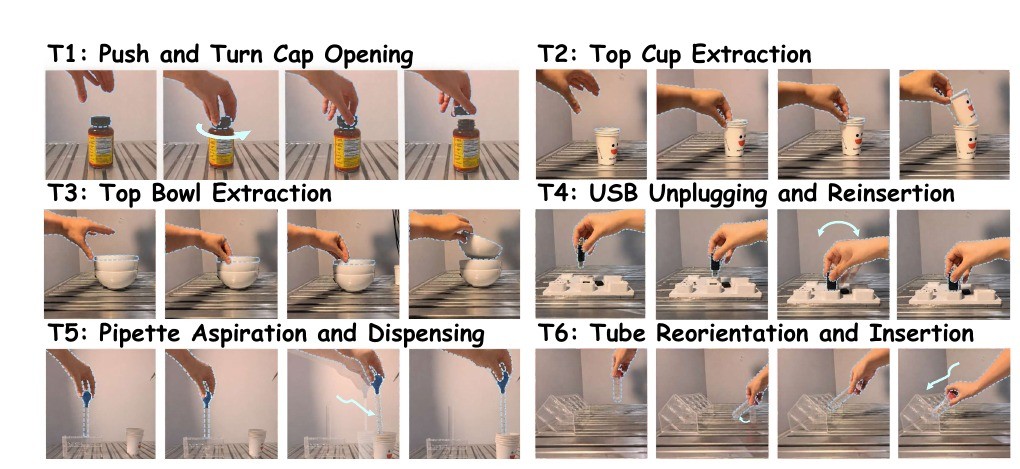 T1: Push and Turn Cap Opening
T2: Top Cup Extraction
T3: Top Bowl Extraction
T4: USB Unplugging and Reinsertion
T5: Pipette Aspiration and Dispensing
T6: Tube Reorientation and Insertion